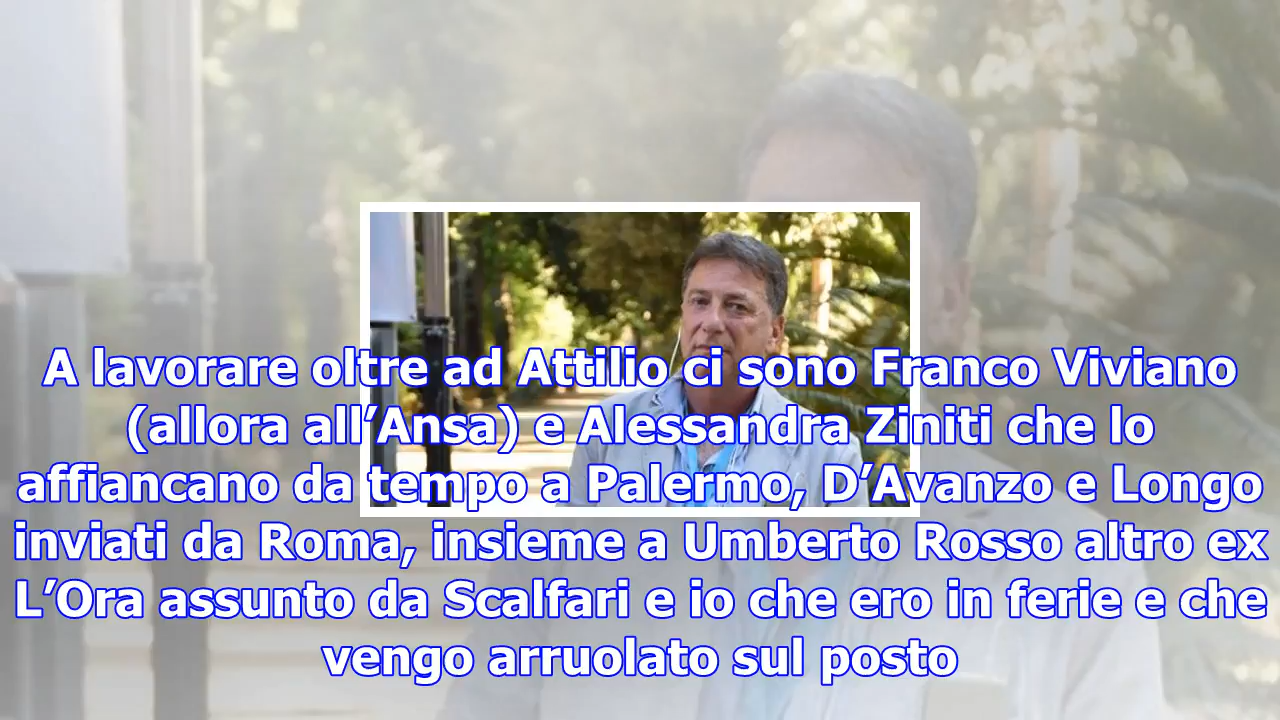 A lavorare oltre ad Attilio ci sono Franco Viviano
(allora all’Ansa) e Alessandra Ziniti che lo
affiancano da tempo a Palermo, D’Avanzo e Longo
inviati da Roma, insieme a Umberto Rosso altro ex
L’Ora assunto da Scalfari e io che ero in ferie e che
vengo arruolato sul posto